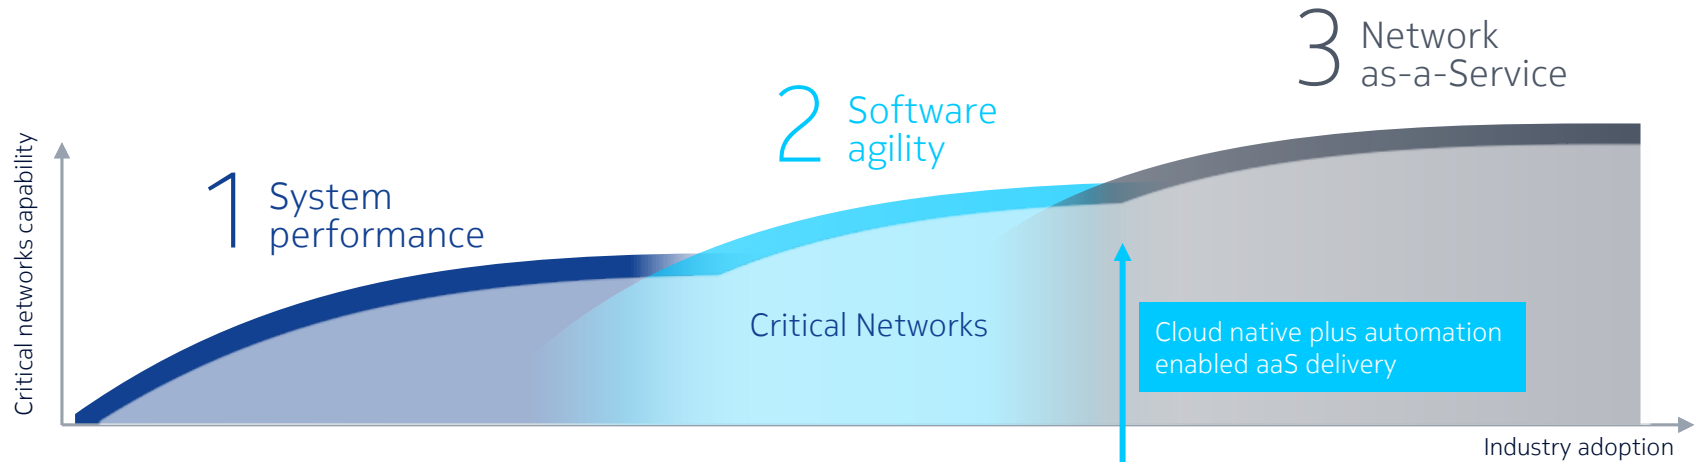 3 Network
as-a-Service
2 Software
agility
1 System
performance
Critical networks capability
Critical Networks
Cloud native plus automation
enabled aaS delivery
Industry adoption